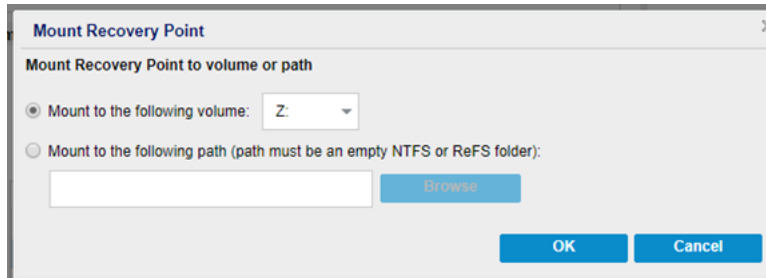 Mount Recovery Point
Mount Recovery Point to volume or path
Mount to the following volume: Z:
Mount to the following path (path must be an empty NTFS or ReFS folder):
Browse
OK Cancel